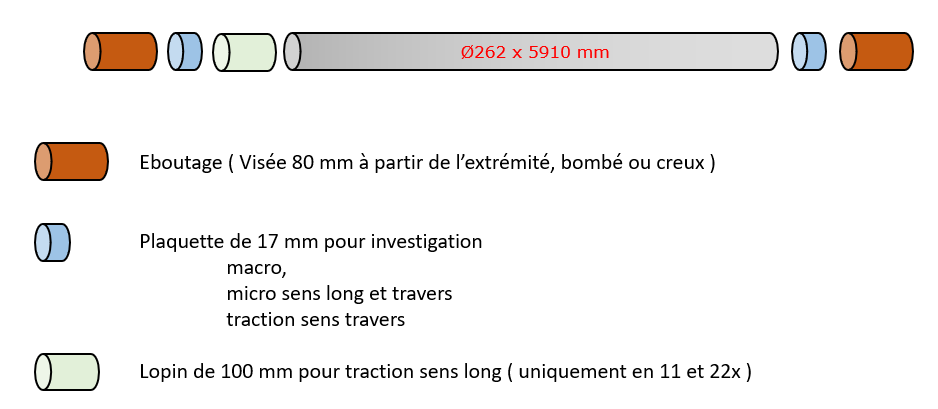 Ø262 x 5910 mm
Eboutage ( Visée 80 mm à partir de l’extrémité, bombé ou creux )
Plaquette de 17 mm pour investigation
macro,
micro sens long et travers
traction sens travers
Lopin de 100 mm pour traction sens long ( uniquement en 11 et 22x )